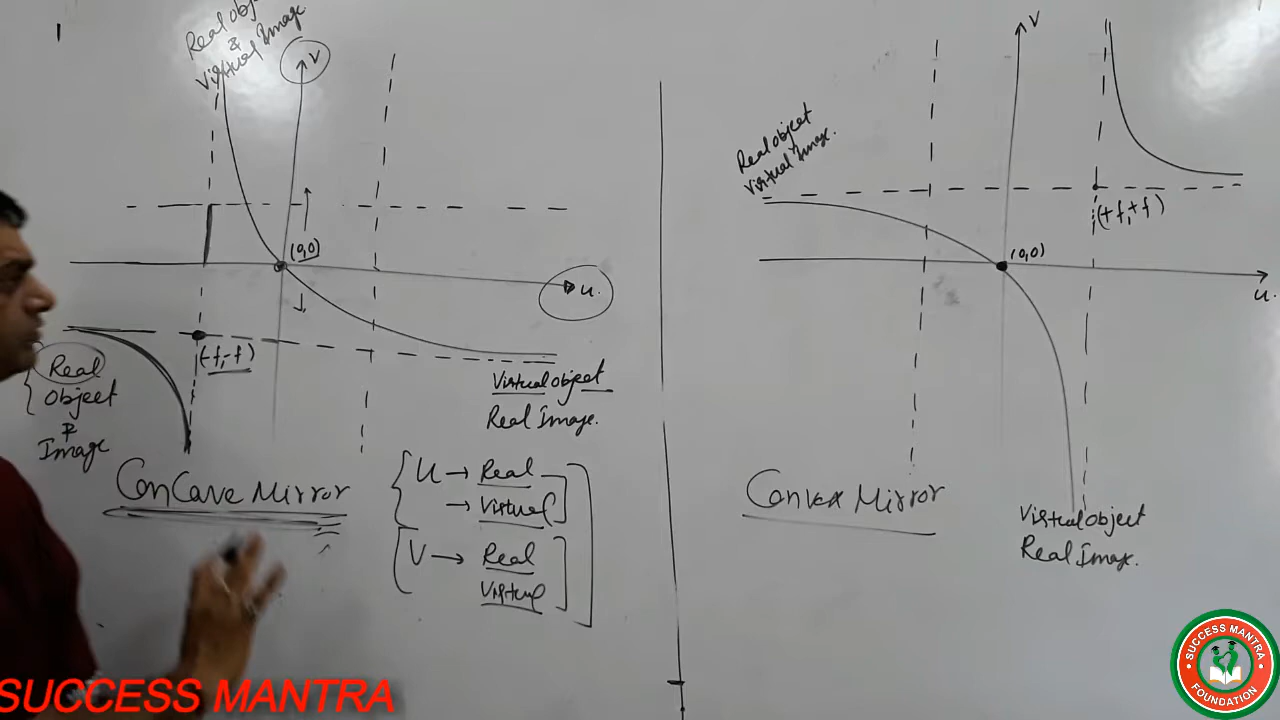 Real obj
&
Virtual Image
V
(0,0)
u.
(-f,-f)
Real
Object
&
Image
Virtual object
Real Image.
Concave Mirror
U → Real
→ Virtual
V → Real
Virtual
V
Real object
Virtual Image.
(+f,+f)
(0,0)
u.
Convex Mirror
Virtual object
Real Image.
SUCCESS MANTRA
SUCCESS MANTRA
FOUNDATION